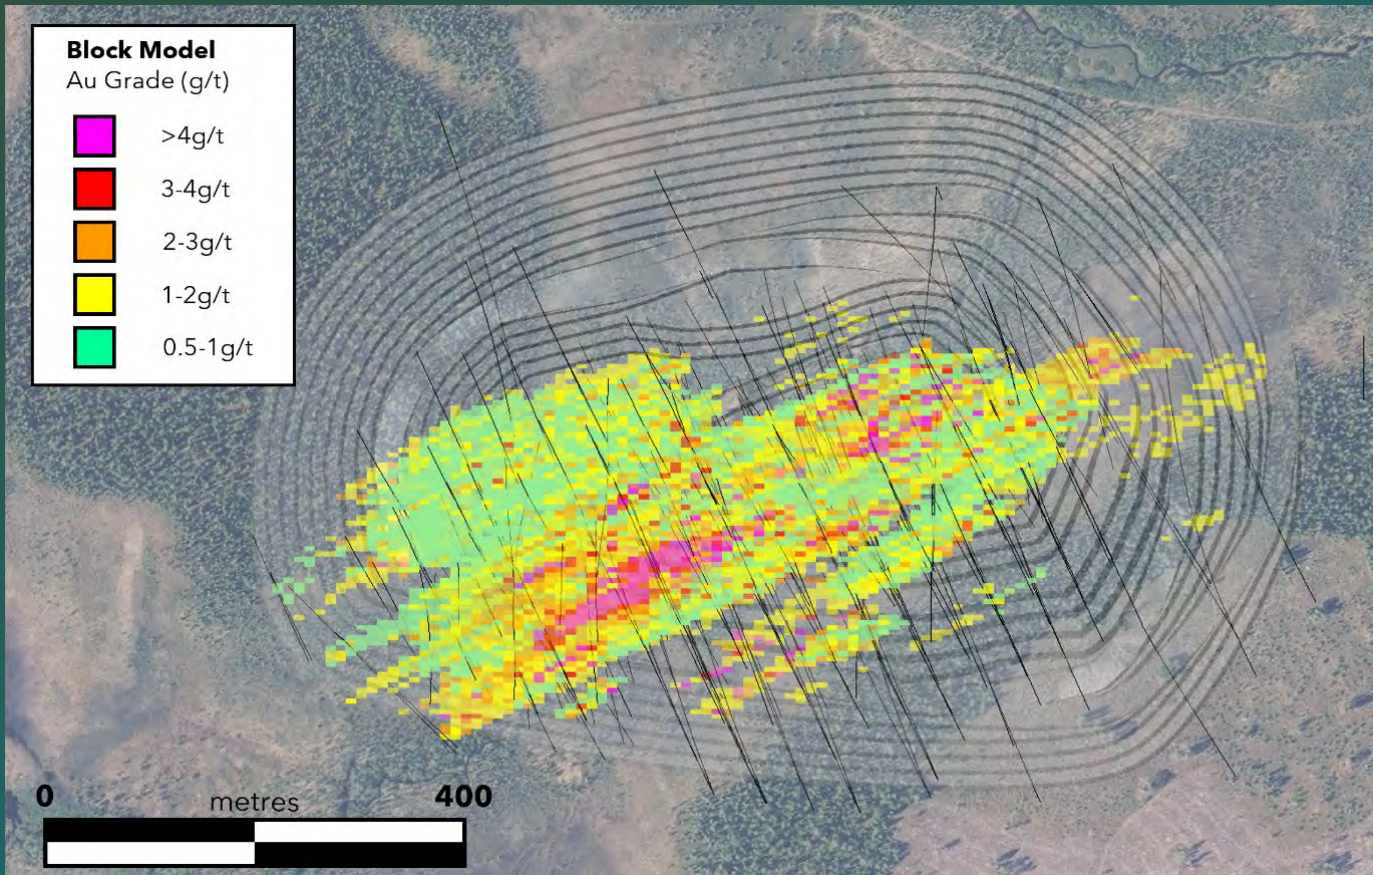 Block Model
Au Grade (g/t)
>4g/t
3-4g/t
2-3g/t
1-2g/t
0.5-1g/t
0 metres 400